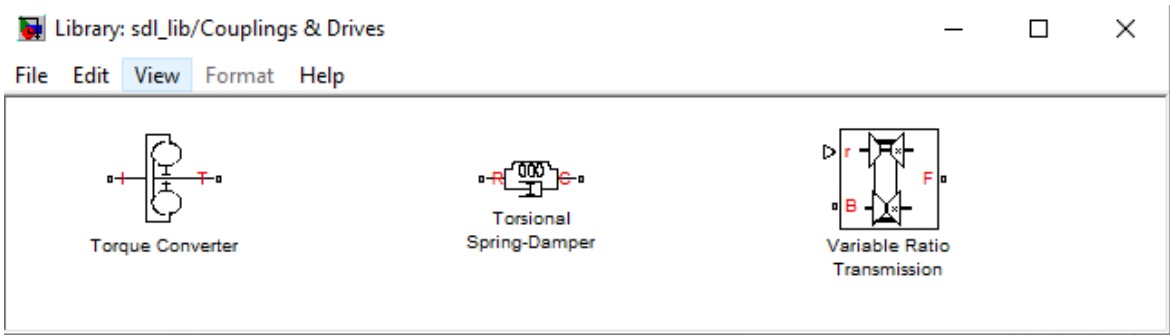 Library: sdl_lib/Couplings & Drives
File Edit View Format Help
I T
Torque Converter
R C
Torsional
Spring-Damper
r
F
B
Variable Ratio
Transmission